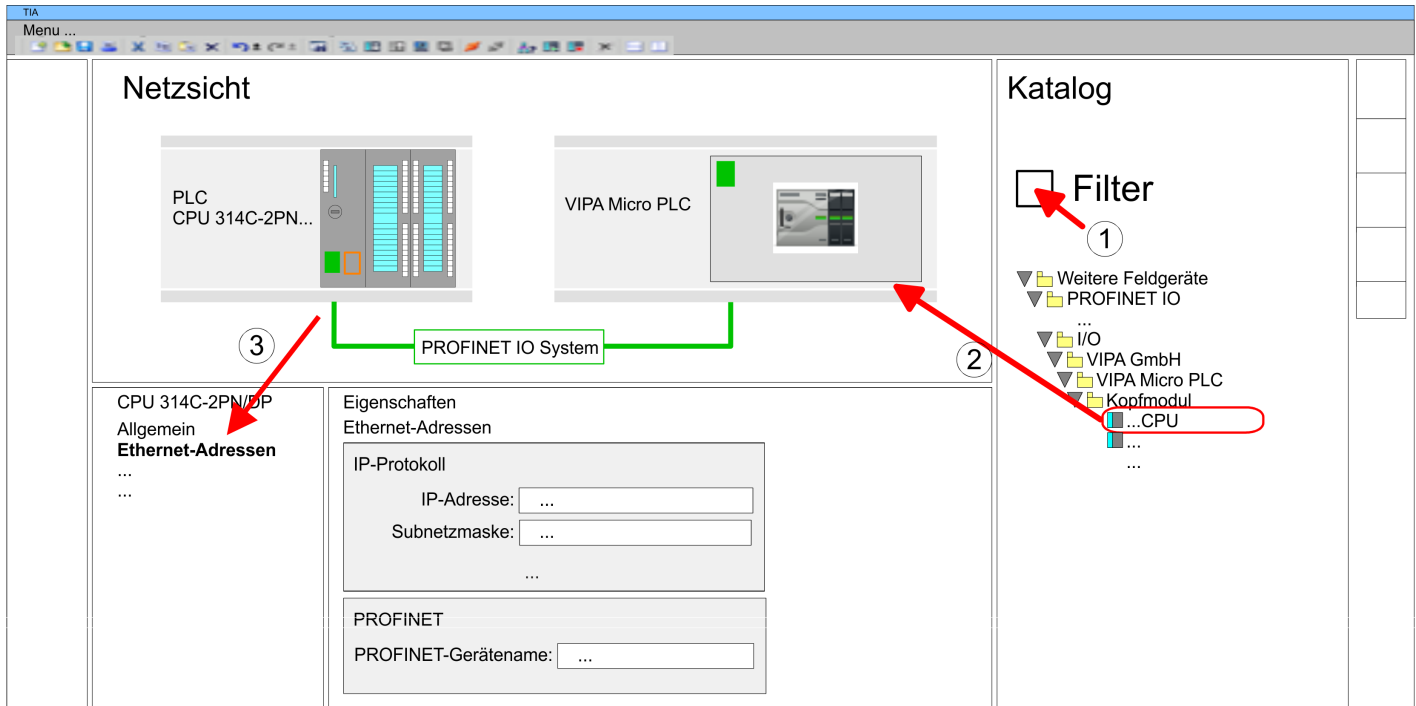 TIA
Menu ...
Netzsicht
PLC
CPU 314C-2PN...
VIPA Micro PLC
PROFINET IO System
3
2
Katalog
Filter
1
Weitere Feldgeräte
PROFINET IO
...
I/O
VIPA GmbH
VIPA Micro PLC
Kopfmodul
...CPU
...
...
CPU 314C-2PN/DP
Allgemein
Ethernet-Adressen
...
...
Eigenschaften
Ethernet-Adressen
IP-Protokoll
IP-Adresse: ...
Subnetzmaske: ...
...
PROFINET
PROFINET-Gerätename: ...